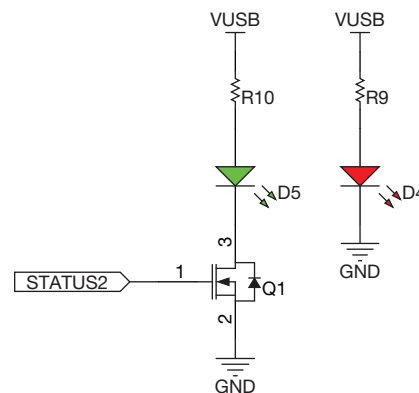 VUSB
VUSB
R10
R9
D5
D4
3
1
STATUS2
Q1
2
GND
GND